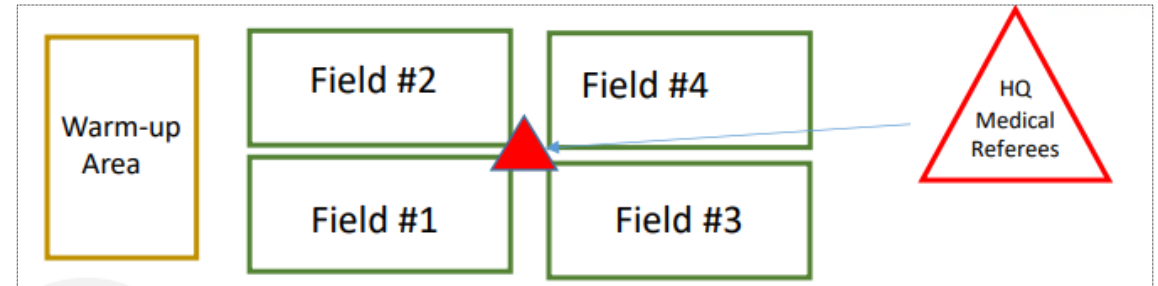 Warm-up
Area
Field #2
Field #4
Field #1
Field #3
HQ
Medical
Referees